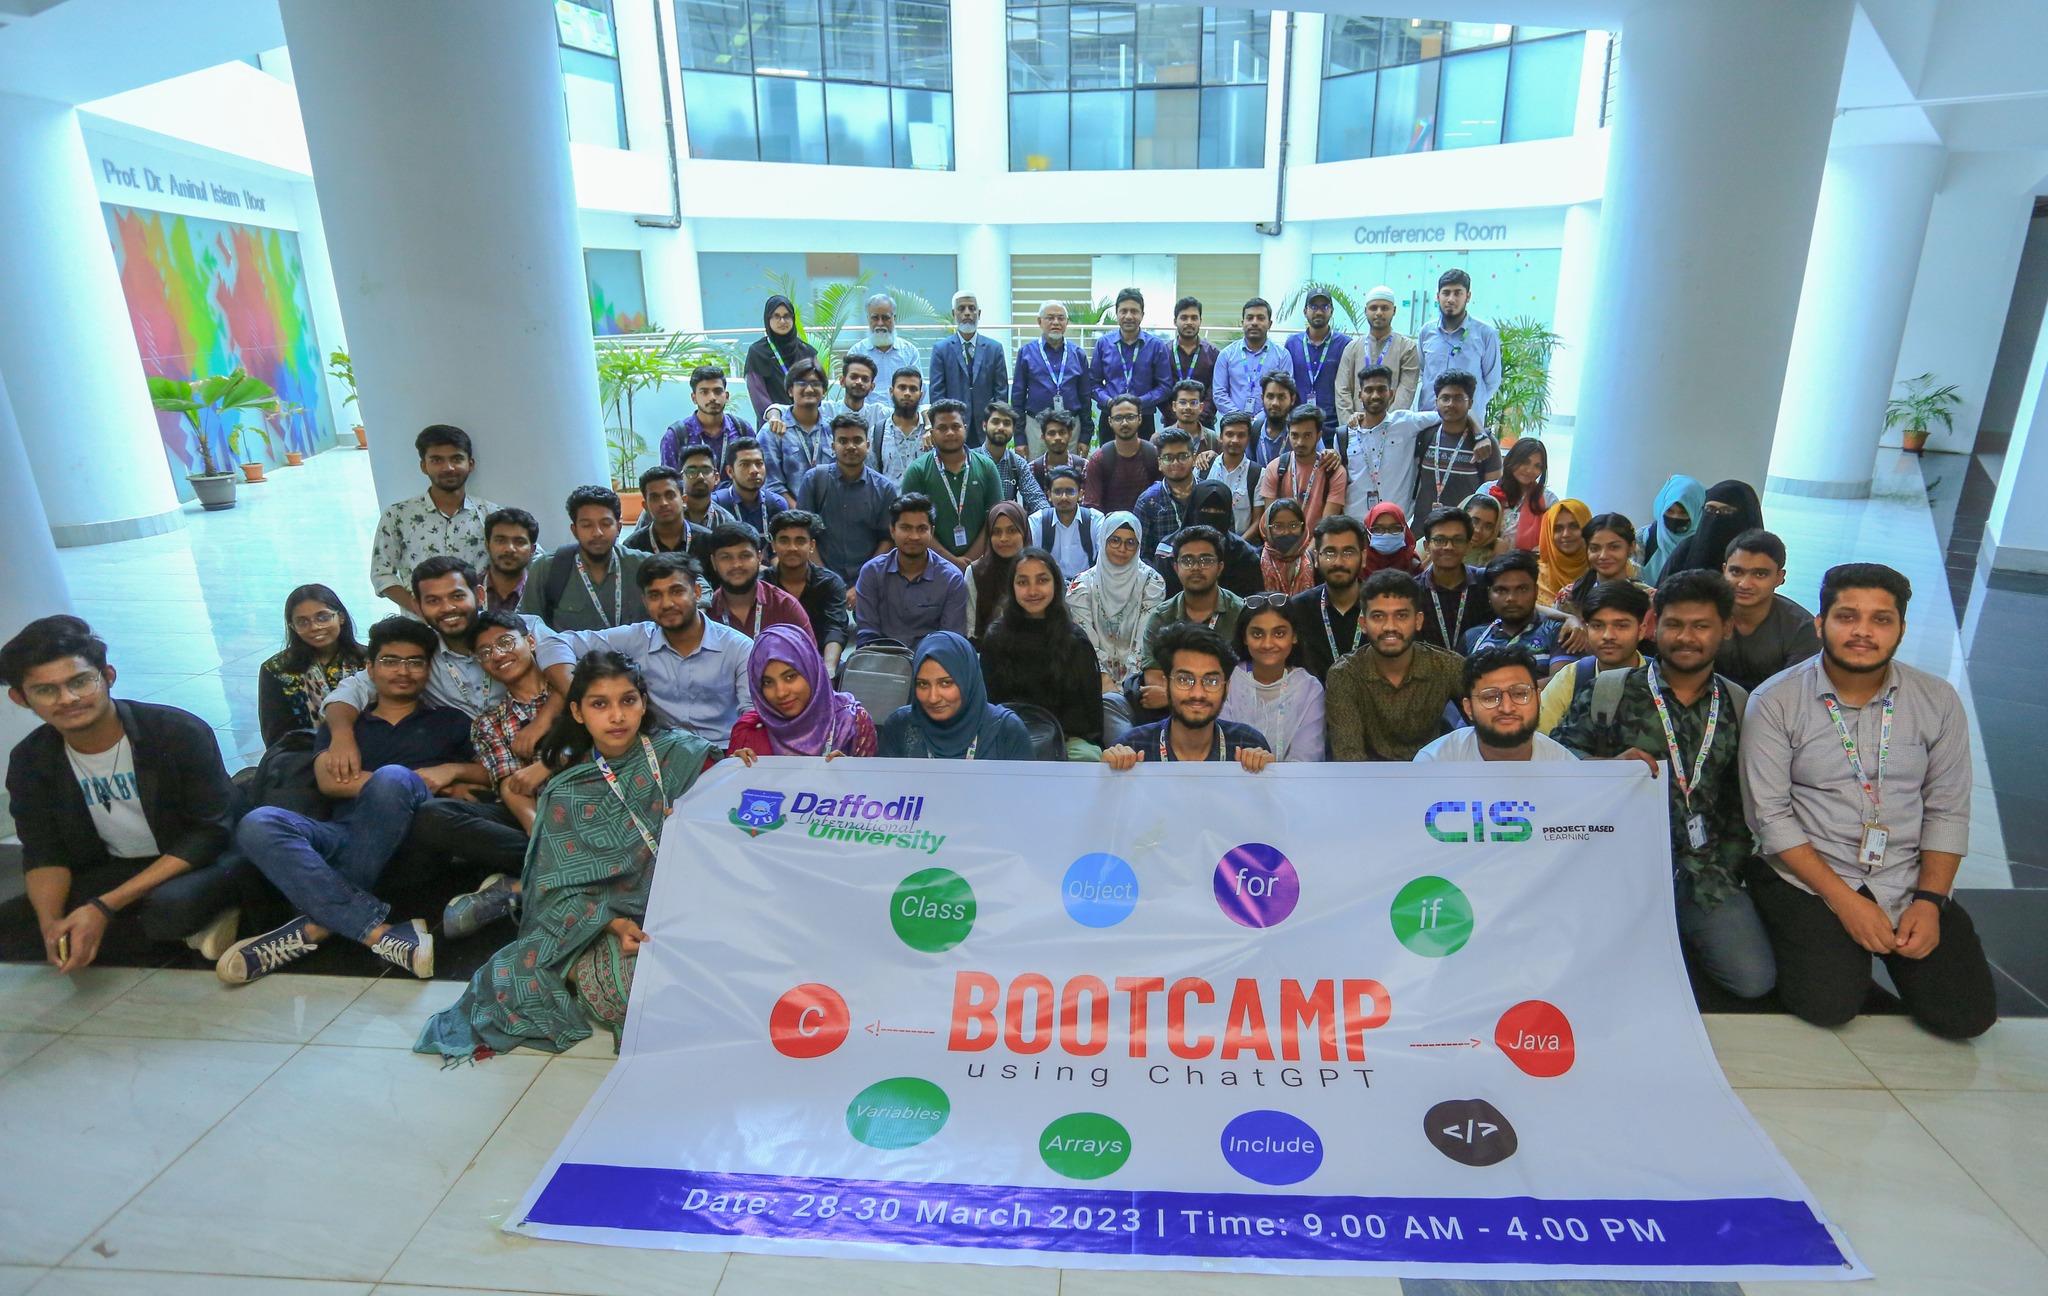 Prof. Dr. Aminul Islam Noor
Conference Room
DIU
Daffodil
International
University
CIS
PROJECT BASED
LEARNING
Class
Object
for
if
C
<!---------
BOOTCAMP
--------->
Java
using ChatGPT
Variables
Arrays
Include
</>
Date: 28-30 March 2023 | Time: 9.00 AM - 4.00 PM